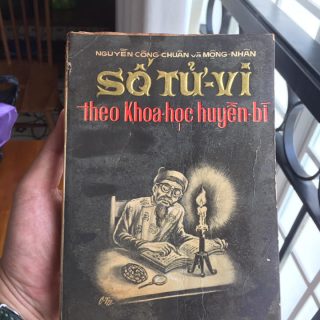 NGUYỄN CÔNG-CHUẨN VÀ MỘNG-NHÂN
SỐ TỬ-VI
theo Khoa-học huyền-bí